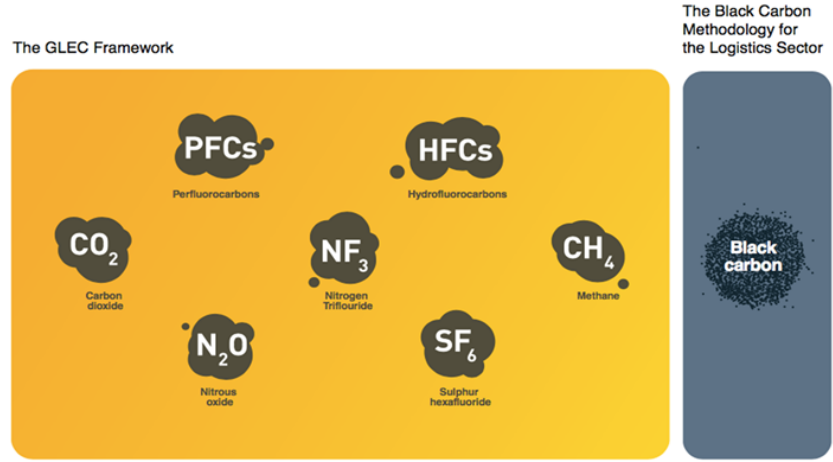 The Black Carbon
Methodology for
the Logistics Sector
The GLEC Framework
PFCs
Perfluorocarbons
HFCs
Hydrofluorocarbons
CO₂
Carbon
dioxide
NF₃
Nitrogen
Triflouride
CH₄
Methane
Black
carbon
N₂O
Nitrous
oxide
SF₆
Sulphur
hexafluoride